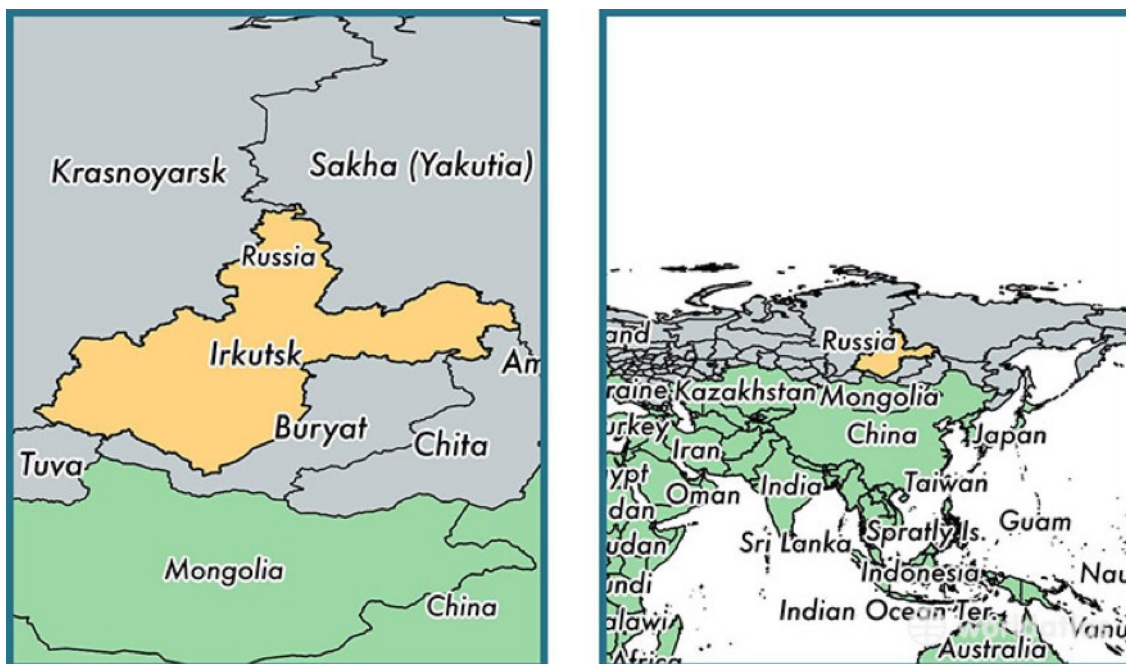 Krasnoyarsk
Sakha (Yakutia)
Russia
Irkutsk
Am
Buryat
Chita
Tuva
Mongolia
China
and
Russia
raine
Kazakhstan
Mongolia
urkey
China
Japan
Iran
ypt
Oman
India
Taiwan
dan
Guam
udan
Sri Lanka
Spratly Is.
Indonesia
Nau
undi
Indian Ocean Ter.
alawi
Vanu
Australia
Africa